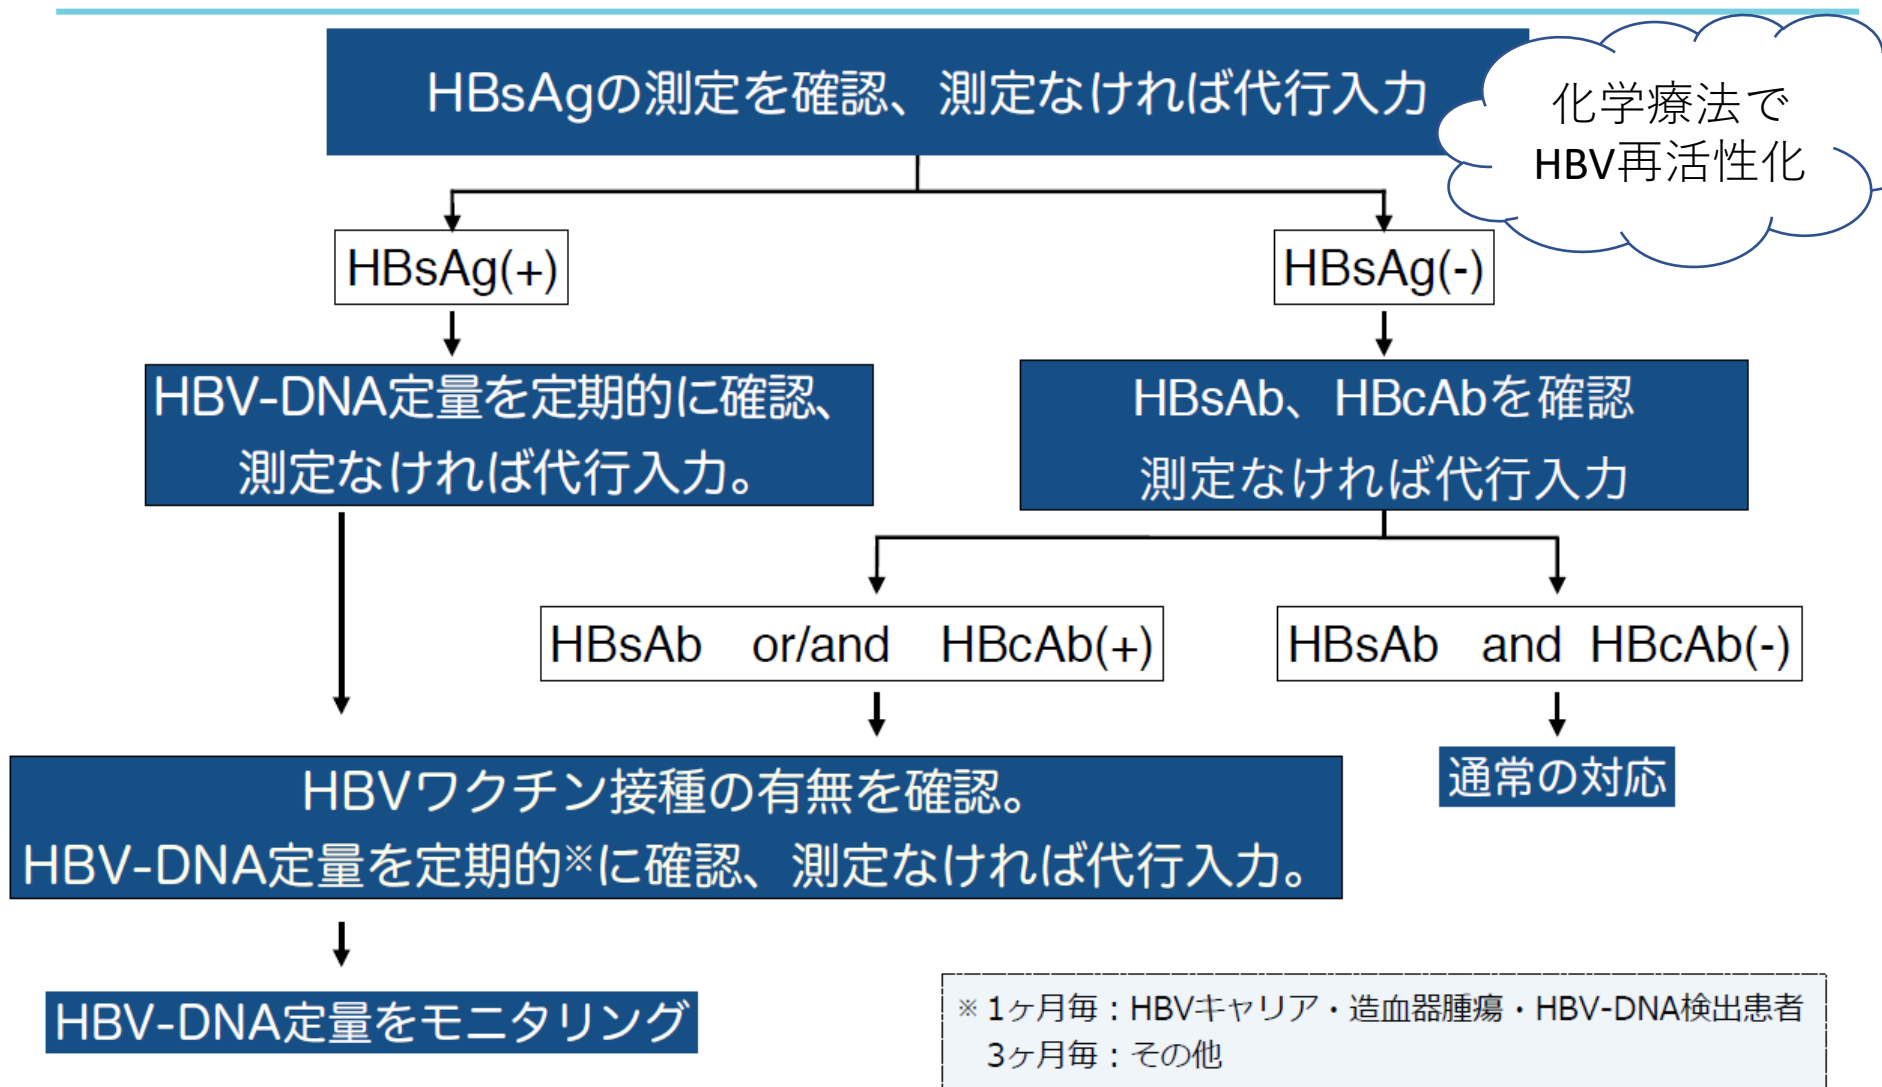 HBsAgの測定を確認、測定なければ代行入力
化学療法で
HBV再活性化
HBsAg(+)
HBsAg(-)
HBV-DNA定量を定期的に確認、
測定なければ代行入力。
HBsAb、HBcAbを確認
測定なければ代行入力
HBsAb or/and HBcAb(+)
HBsAb and HBcAb(-)
HBVワクチン接種の有無を確認。
HBV-DNA定量を定期的※に確認、測定なければ代行入力。
通常の対応
HBV-DNA定量をモニタリング
※ 1ヶ月毎：HBVキャリア・造血器腫瘍・HBV-DNA検出患者
3ヶ月毎：その他